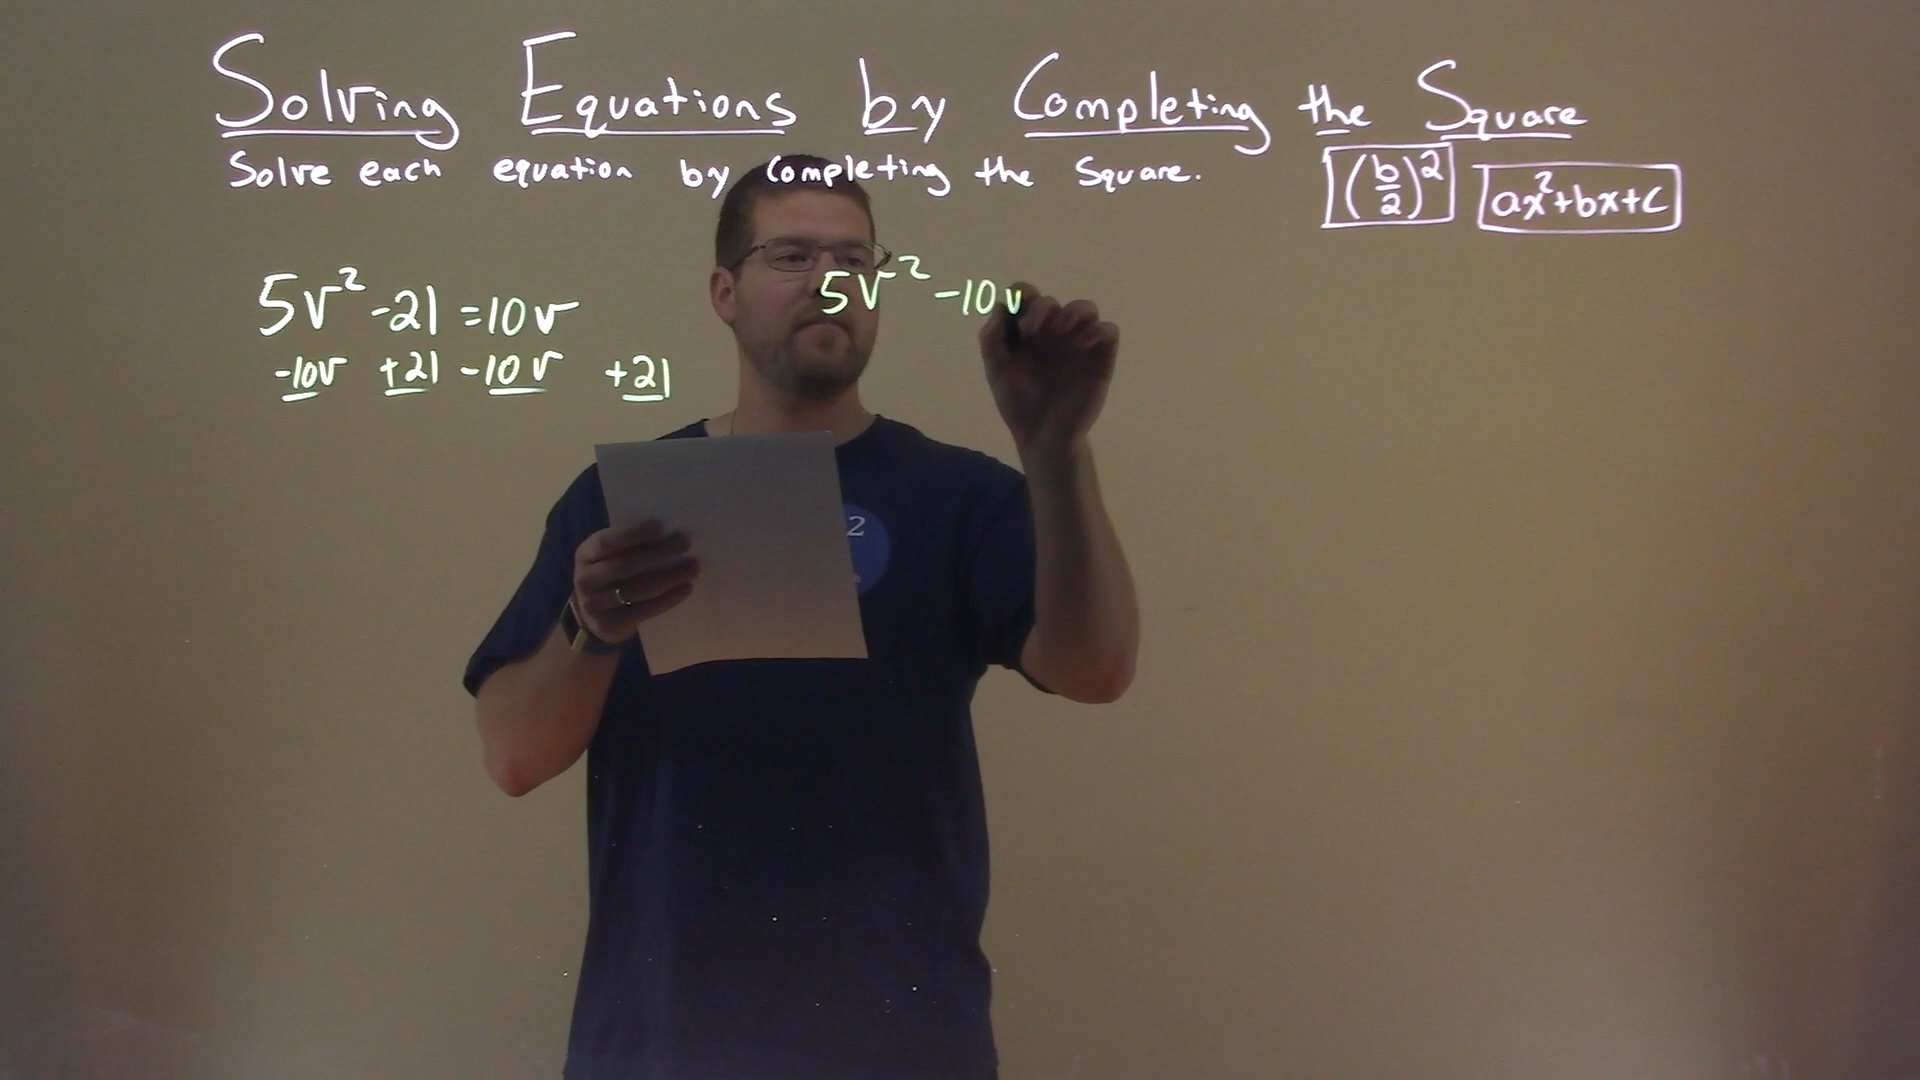 Solving Equations by Completing the Square
Solve each equation by Completing the Square.
(b/2)² ax²+bx+c
5v² -21 =10v
-10v +21 -10v +21
5v² -10v
2